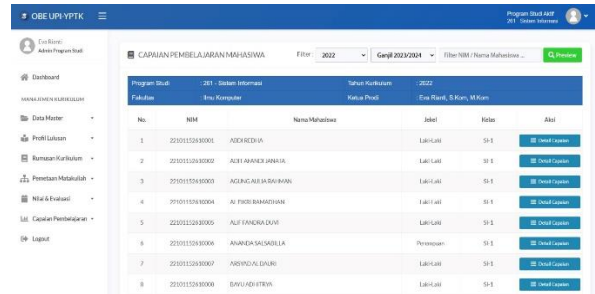 OBE UPI-YPTK
Program Studi Aktif
261 - Sistem Informasi
Eva Rianti
Admin Program Studi
CAPAIAN PEMBELAJARAN MAHASISWA
Filter: 2022 Ganjil 2023/2024 Filter NIM / Nama Mahasiswa ... Preview
Dashboard
MANAJEMEN KURIKULUM
Data Master
Profil Lulusan
Rumusan Kurikulum
Pemetaan Matakuliah
Nilai & Evaluasi
Capaian Pembelajaran
Logout
Program Studi : 261 - Sistem Informasi Tahun Kurikulum : 2022
Fakultas : Ilmu Komputer Ketua Prodi : Eva Rianti, S.Kom, M.Kom
No. NIM Nama Mahasiswa Jekel Kelas Aksi
1 22101152610001 ABDI REDHA Laki-Laki SI-1 Detail Capaian
2 22101152610002 Laki-Laki SI-1 Detail Capaian
3 22101152610003 AGUNG AULIA RAHMAN Laki-Laki SI-1 Detail Capaian
4 22101152610004 AL FIKRI RAMADHAN Laki-Laki SI-1 Detail Capaian
5 22101152610005 ALIF FANDRA DUVI Laki-Laki SI-1 Detail Capaian
6 22101152610006 ANANDA SALSABILLA Perempuan SI-1 Detail Capaian
7 22101152610007 ARSYAD AL DAURI Laki-Laki SI-1 Detail Capaian
8 BAYU ADI Laki-Laki SI-1 Detail Capaian